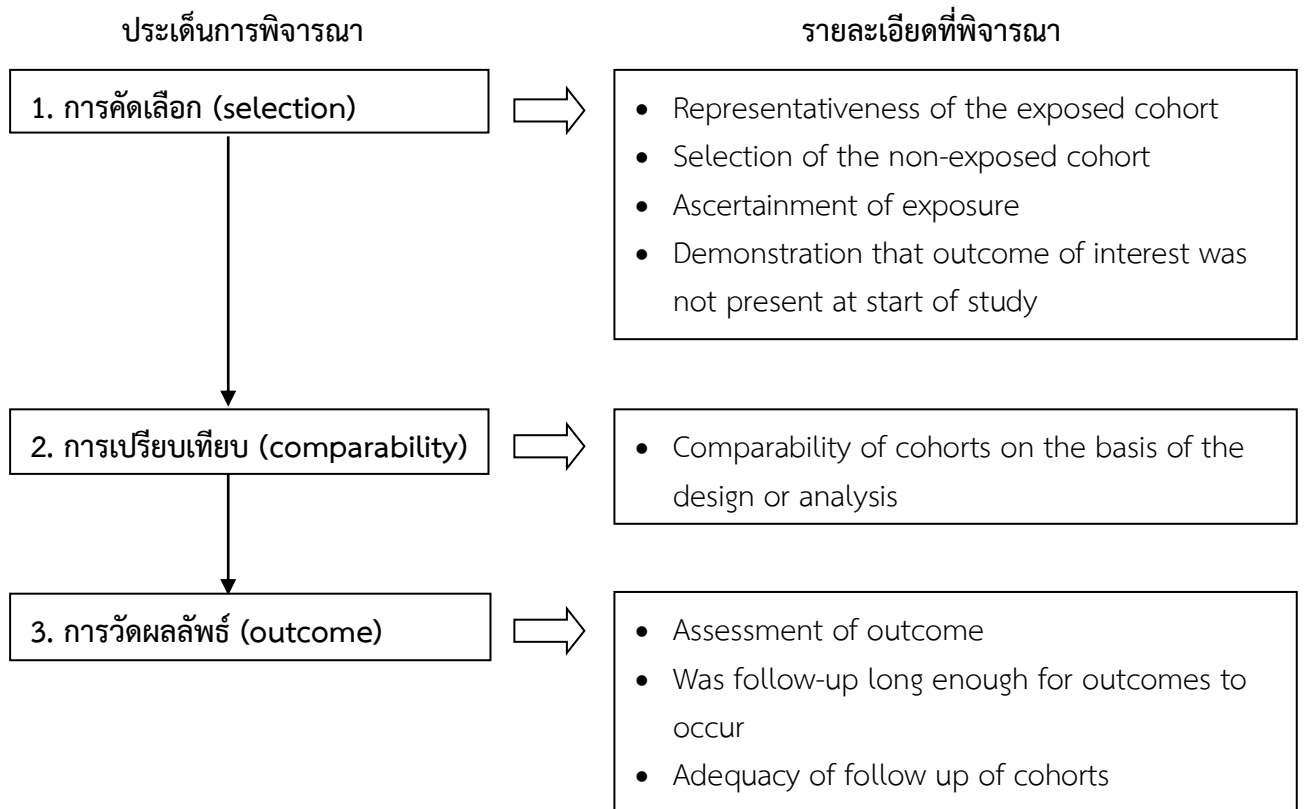 ประเด็นการพิจารณา
รายละเอียดที่พิจารณา
1. การคัดเลือก (selection)
• Representativeness of the exposed cohort
• Selection of the non-exposed cohort
• Ascertainment of exposure
• Demonstration that outcome of interest was
not present at start of study
2. การเปรียบเทียบ (comparability)
• Comparability of cohorts on the basis of the
design or analysis
3. การวัดผลลัพธ์ (outcome)
• Assessment of outcome
• Was follow-up long enough for outcomes to
occur
• Adequacy of follow up of cohorts